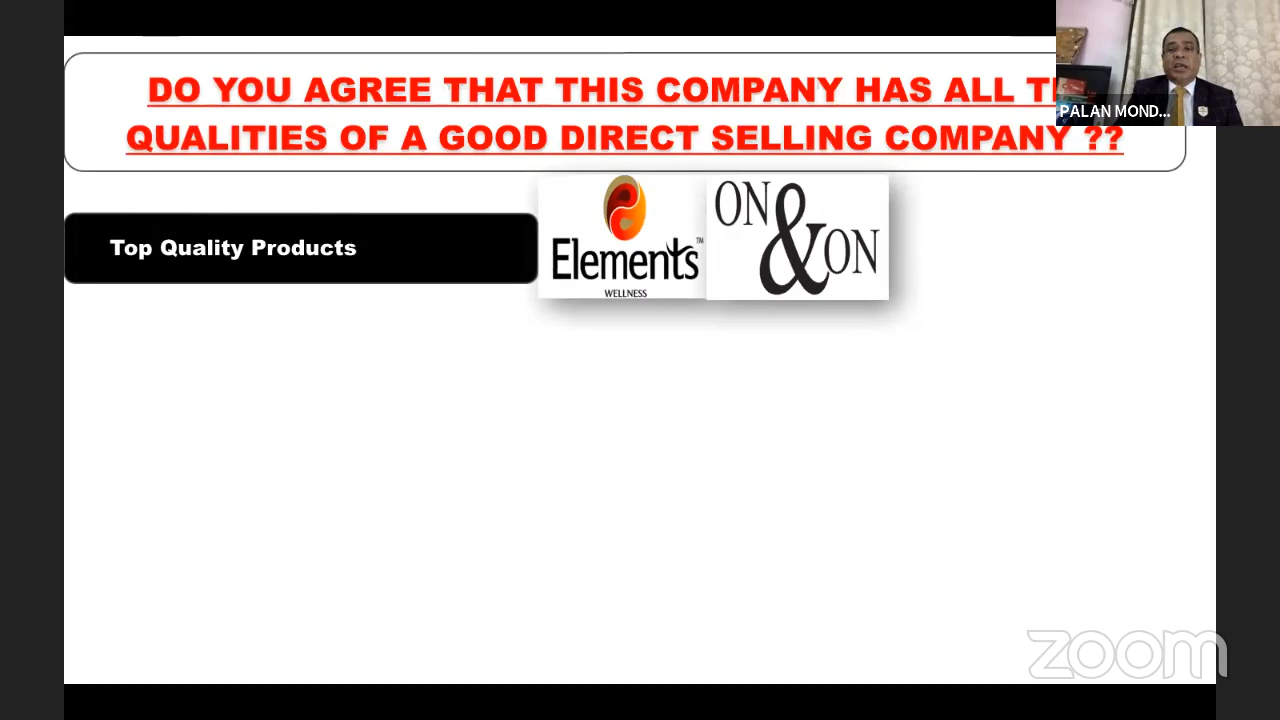 DO YOU AGREE THAT THIS COMPANY HAS ALL
QUALITIES OF A GOOD DIRECT SELLING COMPANY ??
PALAN MOND...
Top Quality Products
Elements™
WELLNESS
ON
&
ON
zoom